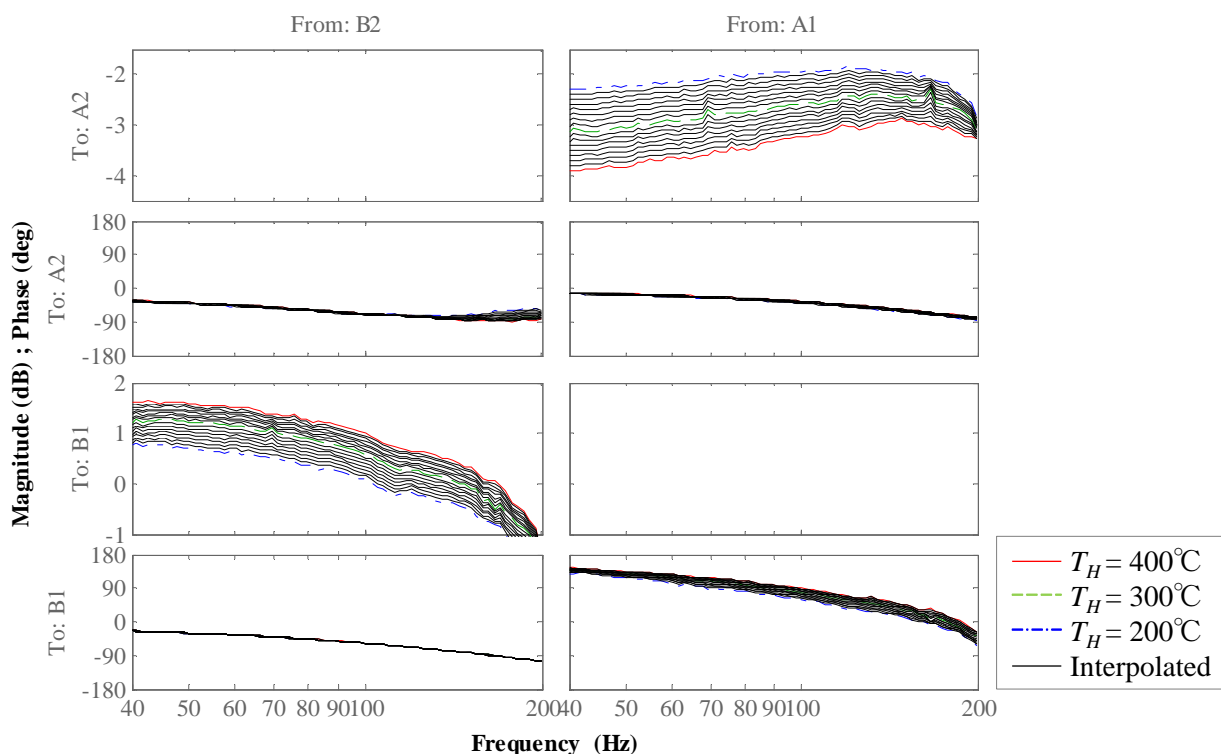 From: B2
From: A1
To: A2
-2
-3
-4
To: A2
180
90
0
-90
-180
To: B1
2
1
0
-1
To: B1
180
90
0
-90
-180
Magnitude (dB) ; Phase (deg)
40 50 60 70 80 90 100 200
40 50 60 70 80 90 100 200
Frequency (Hz)
T_H = 400℃
T_H = 300℃
T_H = 200℃
Interpolated